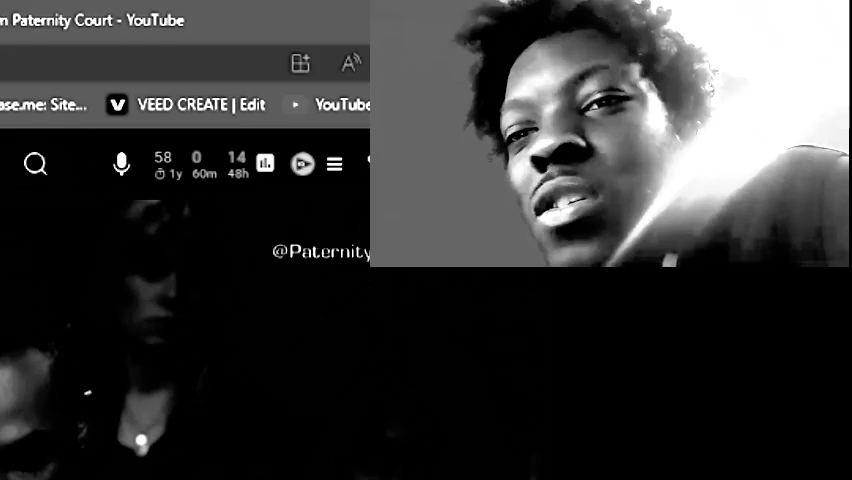 n Paternity Court - YouTube
ase.me: Site... VEED CREATE | Edit YouTube
58 0 14
1y 60m 48h
@Paternity